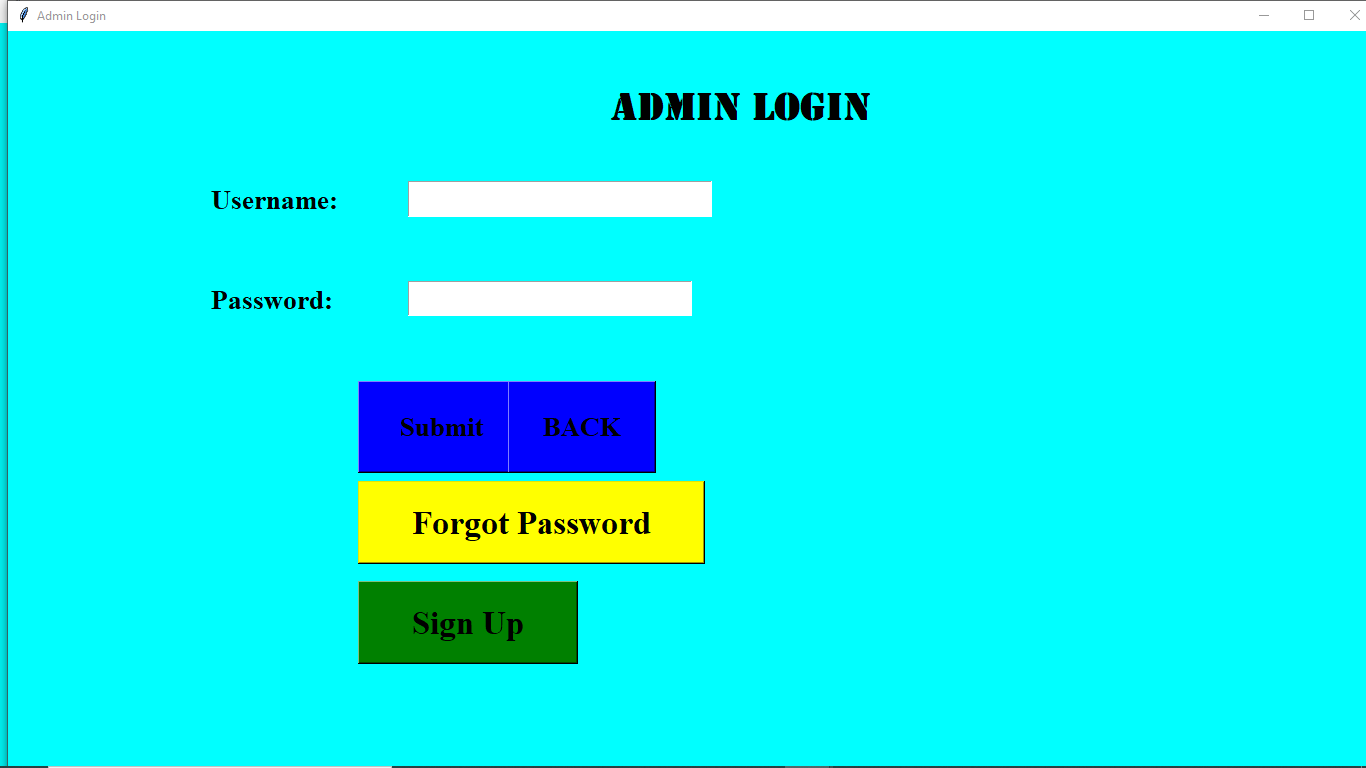 Admin Login
ADMIN LOGIN
Username:
Password:
Submit BACK
Forgot Password
Sign Up